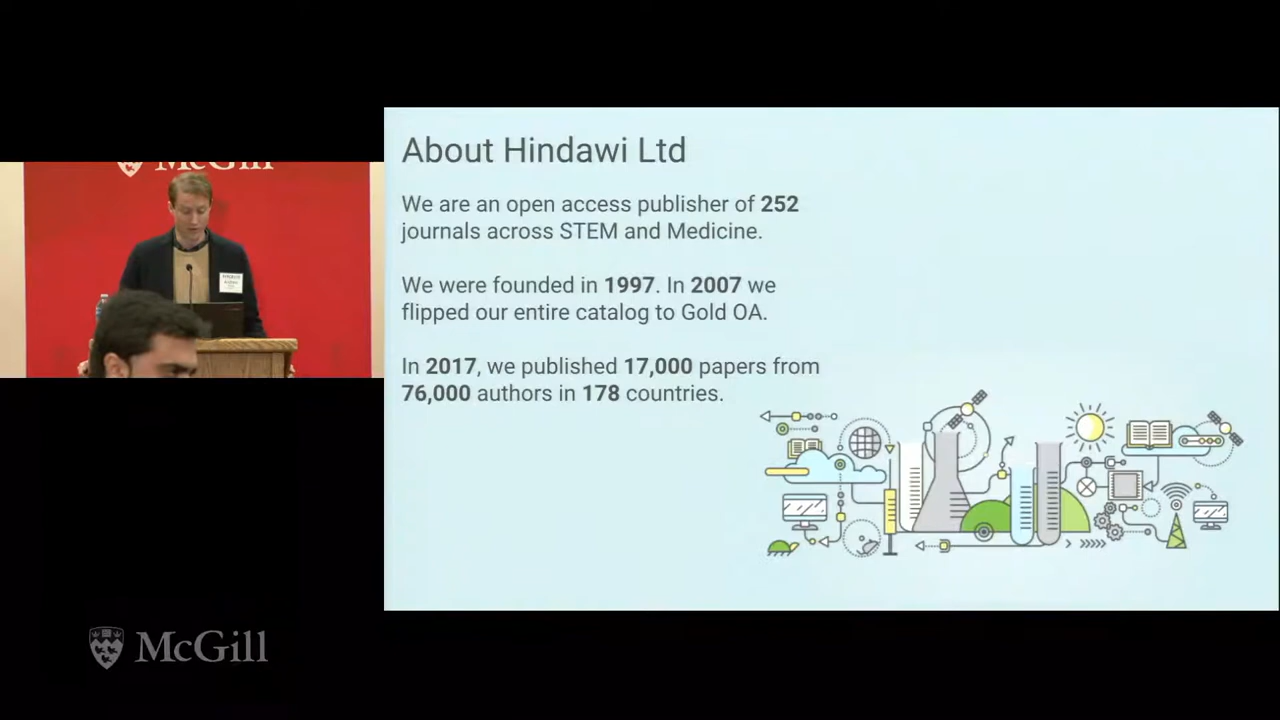 McGill
About Hindawi Ltd
We are an open access publisher of 252
journals across STEM and Medicine.
We were founded in 1997. In 2007 we
flipped our entire catalog to Gold OA.
In 2017, we published 17,000 papers from
76,000 authors in 178 countries.
McGill